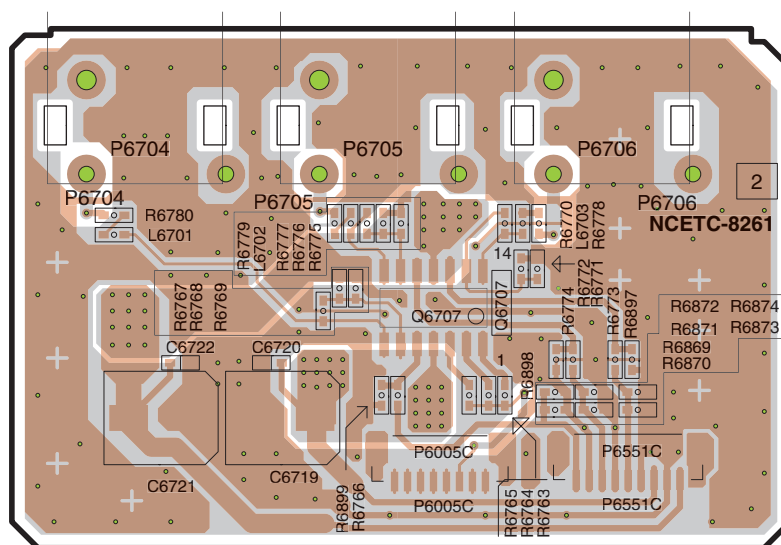 P6704
P6705
P6706
P6704
P6705
P6706
2
NCETC-8261
R6780
L6701
R6779
L6702
R6777
R6776
R6775
R6770
L6703
R6778
14
R6772
R6771
R6767
R6768
R6769
Q6707
Q6707
R6774
R6773
R6897
R6872
R6874
R6871
R6873
R6869
R6870
C6722
C6720
1
R6898
C6721
C6719
P6005C
P6551C
P6005C
P6551C
R6899
R6766
R6765
R6764
R6763